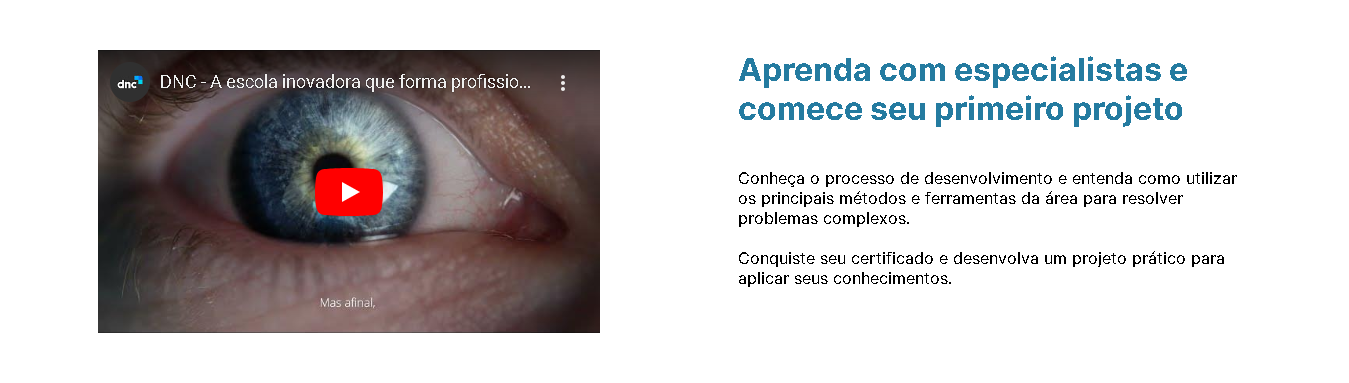 dnc
DNC - A escola inovadora que forma profissio...
Mas afinal,
Aprenda com especialistas e
comece seu primeiro projeto
Conheça o processo de desenvolvimento e entenda como utilizar
os principais métodos e ferramentas da área para resolver
problemas complexos.
Conquiste seu certificado e desenvolva um projeto prático para
aplicar seus conhecimentos.